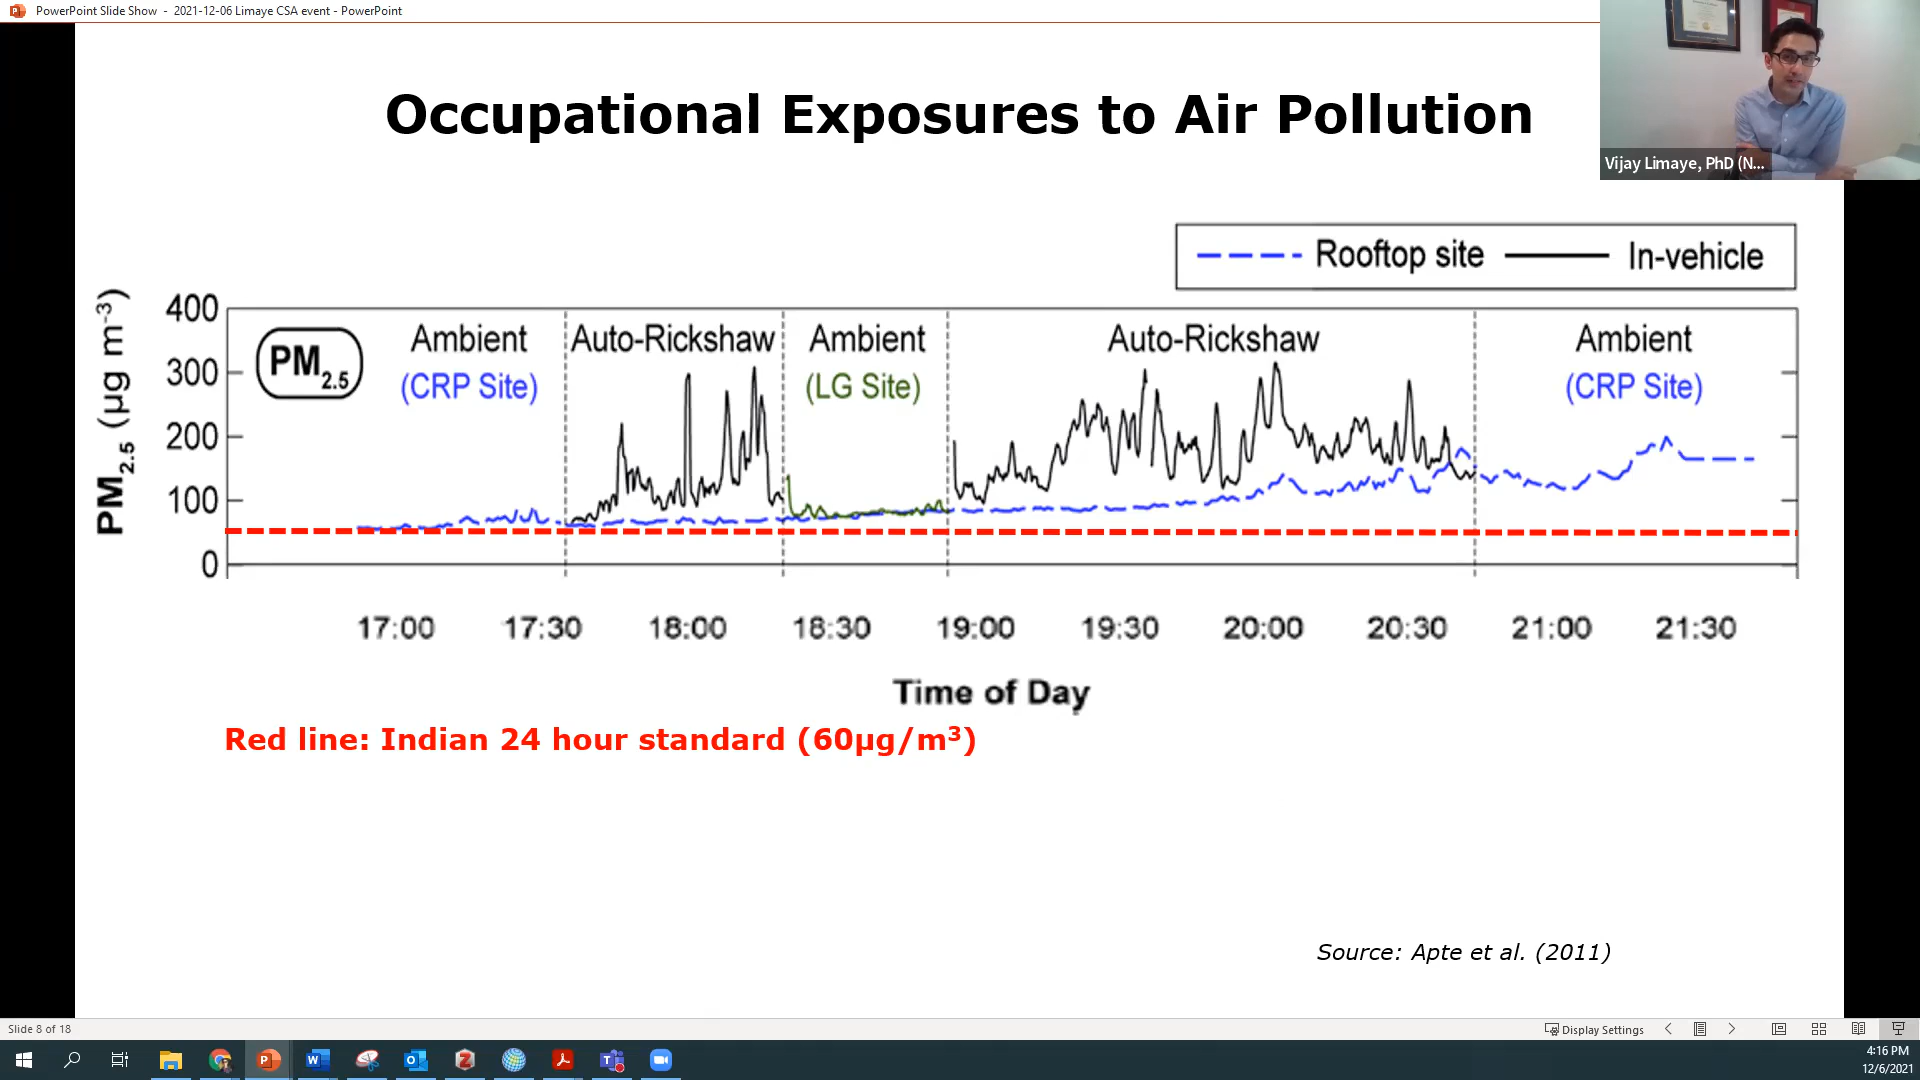 PowerPoint Slide Show - 2021-12-06 Limaye CSA event - PowerPoint
Occupational Exposures to Air Pollution
Vijay Limaye, PhD (N...
Rooftop site
In-vehicle
PM2.5 (µg m-3)
400
300
200
100
0
PM2.5
Ambient
(CRP Site)
Auto-Rickshaw
Ambient
(LG Site)
Auto-Rickshaw
Ambient
(CRP Site)
17:00 17:30 18:00 18:30 19:00 19:30 20:00 20:30 21:00 21:30
Time of Day
Red line: Indian 24 hour standard (60µg/m³)
Source: Apte et al. (2011)
Slide 8 of 18
Display Settings
4:16 PM
12/6/2021